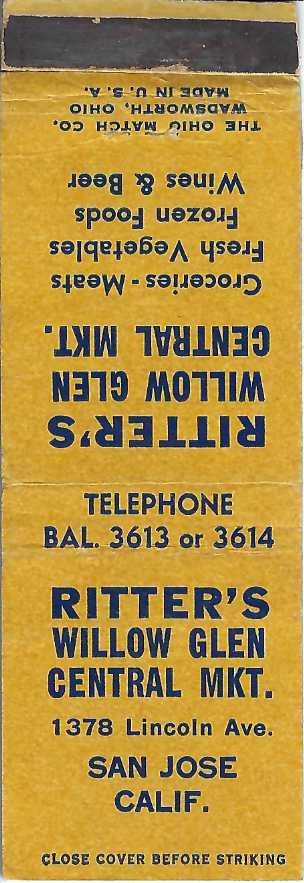 THE OHIO MATCH CO.
WADSWORTH, OHIO
MADE IN U. S. A.
RITTER'S
WILLOW GLEN
CENTRAL MKT.
Groceries - Meats
Fresh Vegetables
Frozen Foods
Wines & Beer
TELEPHONE
BAL. 3613 or 3614
RITTER'S
WILLOW GLEN
CENTRAL MKT.
1378 Lincoln Ave.
SAN JOSE
CALIF.
CLOSE COVER BEFORE STRIKING